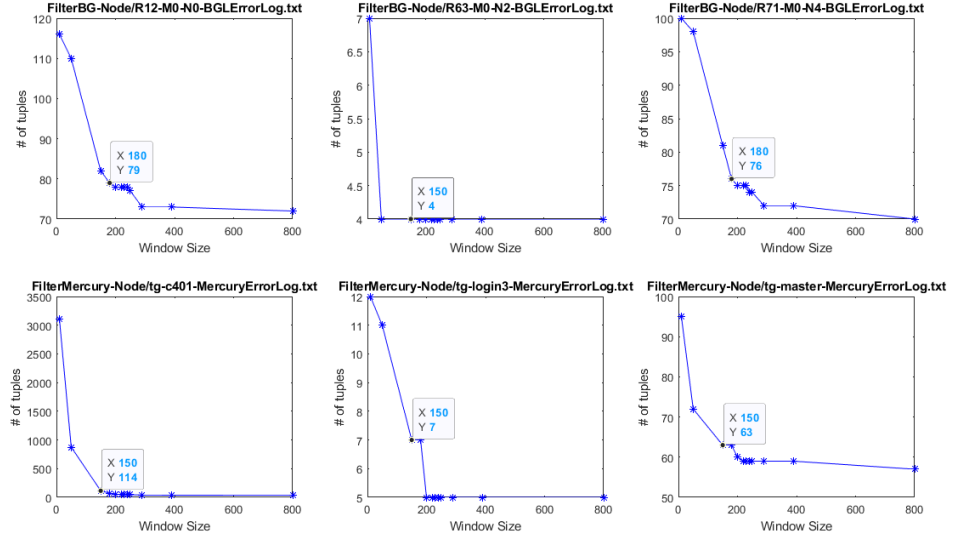 FilterBG-Node/R12-M0-N0-BGLErrorLog.txt
120
110
100
90
80
70
# of tuples
X 180
Y 79
0 200 400 600 800
Window Size
FilterBG-Node/R63-M0-N2-BGLErrorLog.txt
7
6.5
6
5.5
5
4.5
4
# of tuples
X 150
Y 4
0 200 400 600 800
Window Size
FilterBG-Node/R71-M0-N4-BGLErrorLog.txt
100
95
90
85
80
75
70
# of tuples
X 180
Y 76
0 200 400 600 800
Window Size
FilterMercury-Node/tg-c401-MercuryErrorLog.txt
3500
3000
2500
2000
1500
1000
500
0
# of tuples
X 150
Y 114
0 200 400 600 800
Window Size
FilterMercury-Node/tg-login3-MercuryErrorLog.txt
12
11
10
9
8
7
6
5
# of tuples
X 150
Y 7
0 200 400 600 800
Window Size
FilterMercury-Node/tg-master-MercuryErrorLog.txt
100
90
80
70
60
50
# of tuples
X 150
Y 63
0 200 400 600 800
Window Size